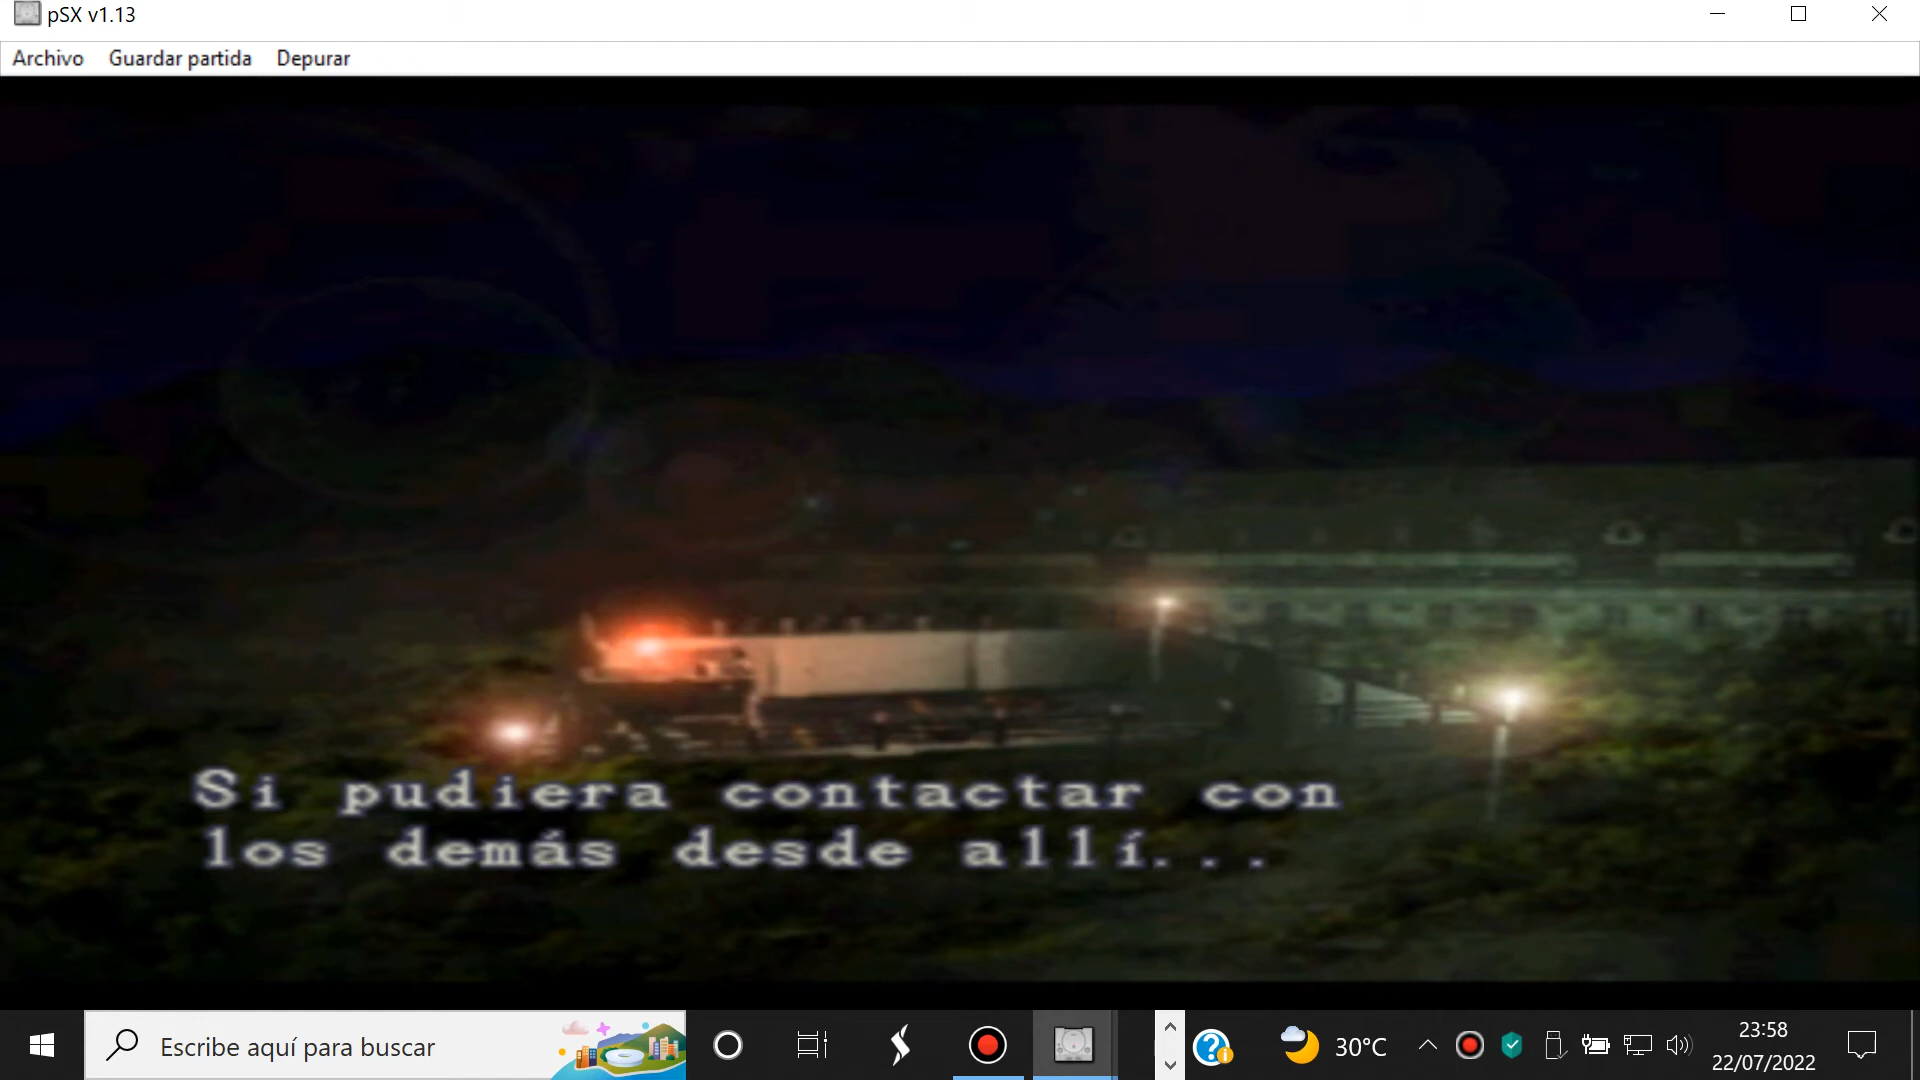 pSX v1.13
Archivo Guardar partida Depurar
Si pudiera contactar con
los demás desde allí...
Escribe aquí para buscar
30°C
23:58
22/07/2022